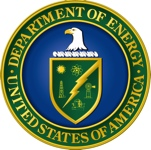 DEPARTMENT OF ENERGY
UNITED STATES OF AMERICA